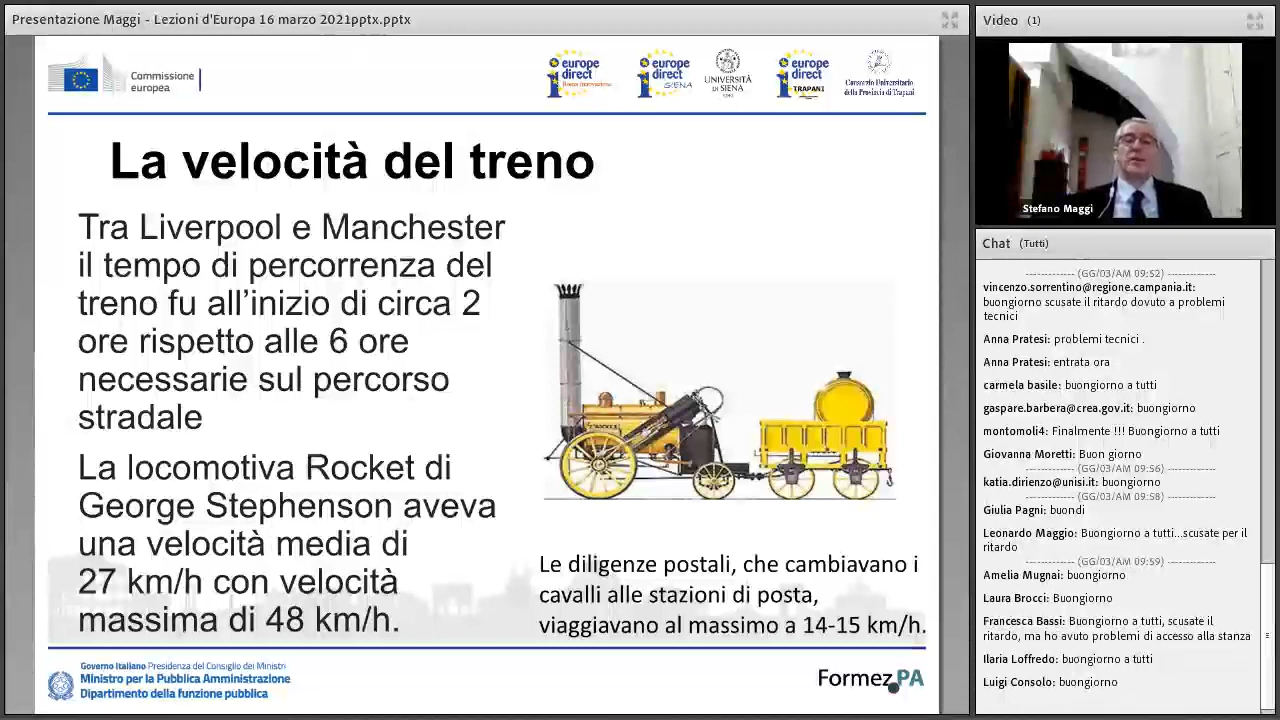 Presentazione Maggi - Lezioni d'Europa 16 marzo 2021pptx.pptx
Commissione
europea
europe
direct
europe
direct
SIENA
UNIVERSITÀ
DI SIENA
europe
direct
TRAPANI
Consorzio Universitario
della Provincia di Trapani
La velocità del treno
Tra Liverpool e Manchester
il tempo di percorrenza del
treno fu all'inizio di circa 2
ore rispetto alle 6 ore
necessarie sul percorso
stradale
La locomotiva Rocket di
George Stephenson aveva
una velocità media di
27 km/h con velocità
massima di 48 km/h.
Le diligenze postali, che cambiavano i
cavalli alle stazioni di posta,
viaggiavano al massimo a 14-15 km/h.
Governo Italiano Presidenza del Consiglio dei Ministri
Ministro per la Pubblica Amministrazione
Dipartimento della funzione pubblica
Formez PA
Video (1)
Stefano Maggi
Chat (Tutti)
------------- (GG/03/AM 09:52) -------------
vincenzo.sorrentino@regione.campania.it:
buongiorno scusate il ritardo dovuto a problemi
tecnici
Anna Pratesi: problemi tecnici .
Anna Pratesi: entrata ora
carmela basile: buongiorno a tutti
gaspare.barbera@crea.gov.it: buongiorno
montomoli4: Finalmente !!! Buongiorno a tutti
Giovanna Moretti: Buon giorno
------------- (GG/03/AM 09:56) -------------
katia.dirienzo@unisi.it: buongiorno
------------- (GG/03/AM 09:58) -------------
Giulia Pagni: buondi
Leonardo Maggio: Buongiorno a tutti...scusate per il
ritardo
------------- (GG/03/AM 09:59) -------------
Amelia Mugnai: buongiorno
Laura Brocci: Buongiorno
Francesca Bassi: Buongiorno a tutti, scusate il
ritardo, ma ho avuto problemi di accesso alla stanza
Ilaria Loffredo: buongiorno a tutti
Luigi Consolo: buongiorno